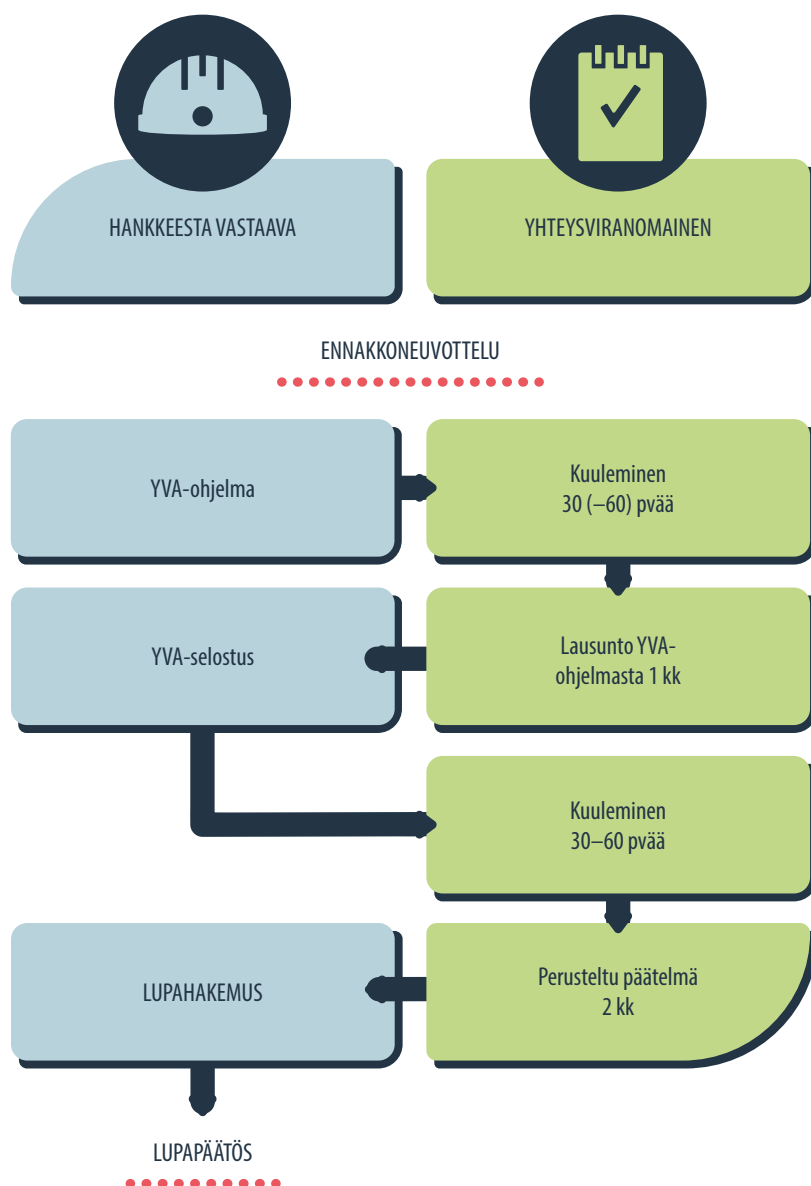 HANKKEESTA VASTAAVA
YHTEYSVIRANOMAINEN
ENNAKKONEUVOTTELU
YVA-ohjelma
Kuuleminen
30 (–60) pvää
YVA-selostus
Lausunto YVA-
ohjelmasta 1 kk
Kuuleminen
30–60 pvää
LUPAHAKEMUS
Perusteltu päätelmä
2 kk
LUPAPÄÄTÖS